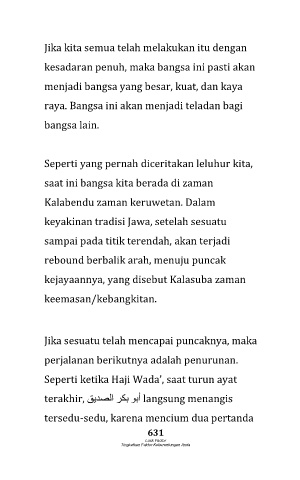 Jika kita semua telah melakukan itu dengan
kesadaran penuh, maka bangsa ini pasti akan
menjadi bangsa yang besar, kuat, dan kaya
raya. Bangsa ini akan menjadi teladan bagi
bangsa lain.
Seperti yang pernah diceritakan leluhur kita,
saat ini bangsa kita berada di zaman
Kalabendu zaman keruwetan. Dalam
keyakinan tradisi Jawa, setelah sesuatu
sampai pada titik terendah, akan terjadi
rebound berbalik arah, menuju puncak
kejayaannya, yang disebut Kalasuba zaman
keemasan/kebangkitan.
Jika sesuatu telah mencapai puncaknya, maka
perjalanan berikutnya adalah penurunan.
Seperti ketika Haji Wada’, saat turun ayat
terakhir, أبو بكر الصديق langsung menangis
tersedu-sedu, karena mencium dua pertanda
631
Luck Factor
Tingkatkan Faktor Keberuntungan Anda